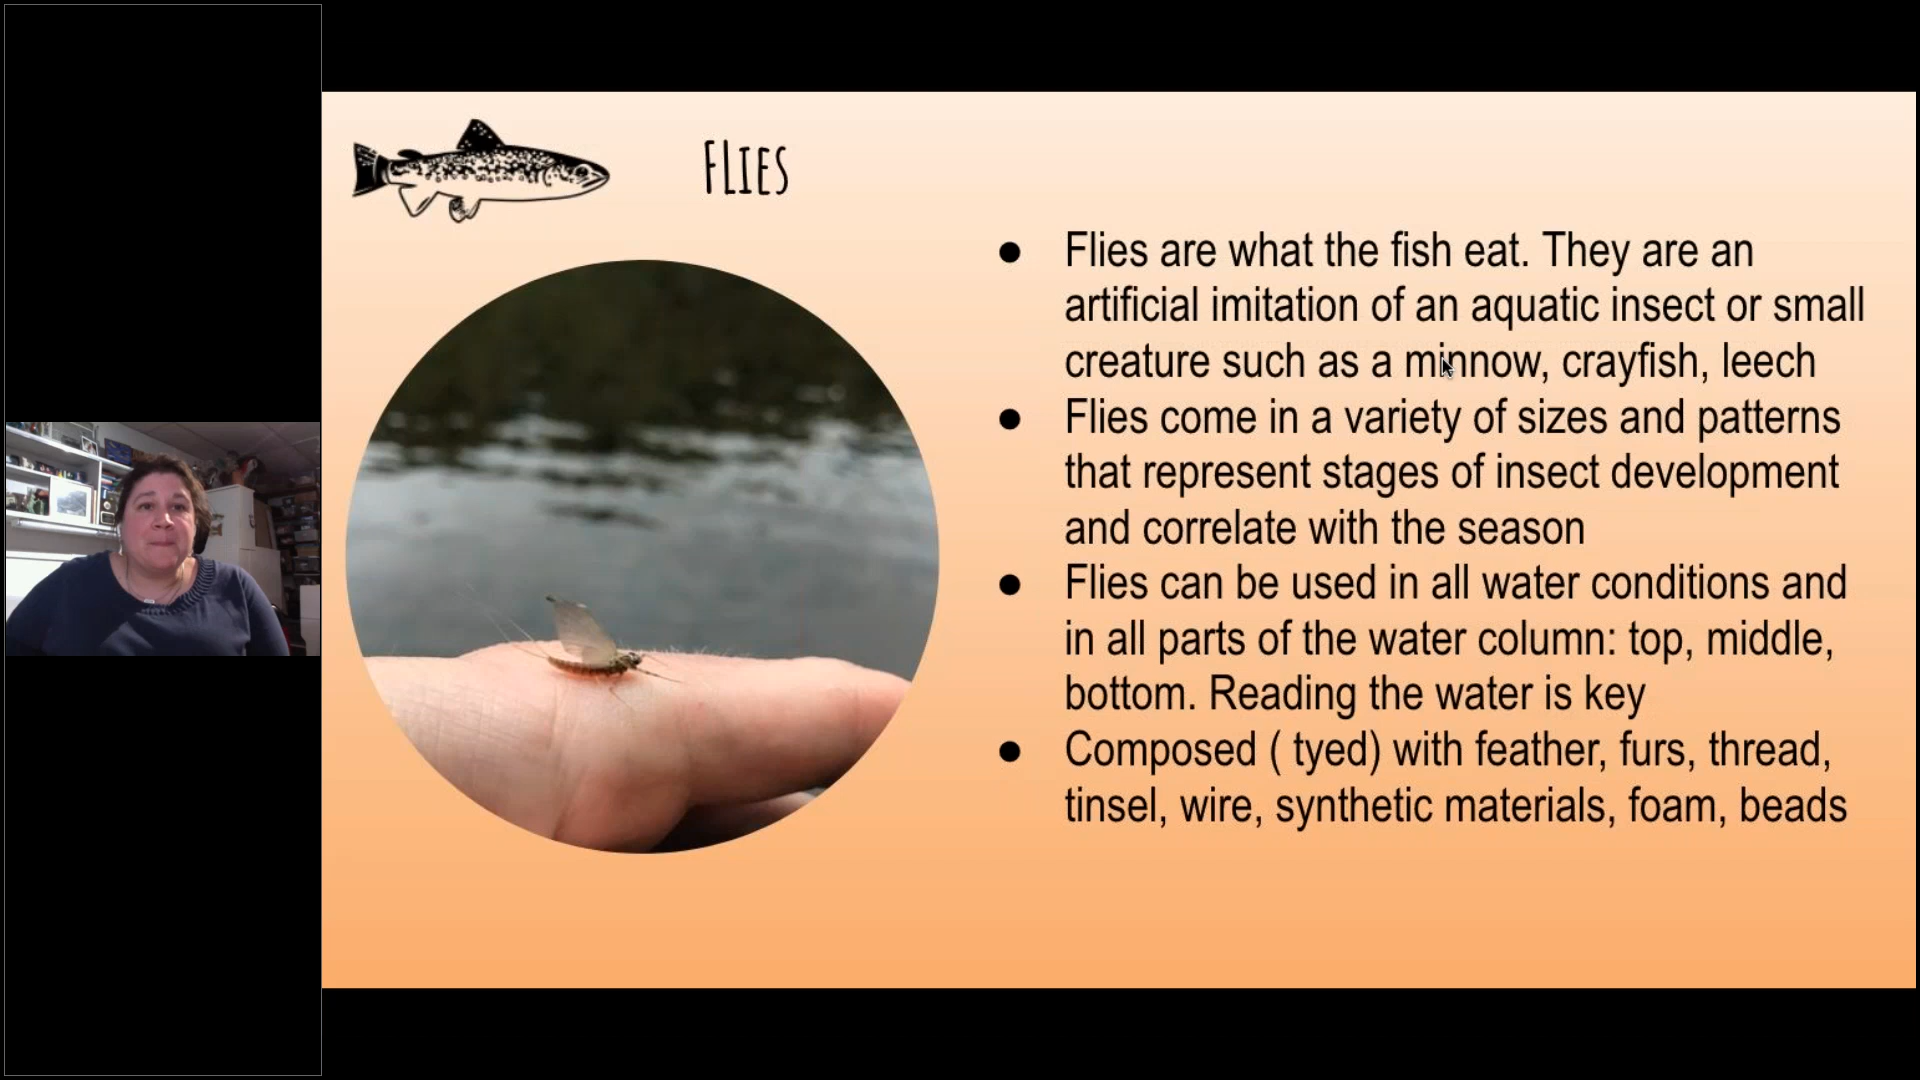 FLIES
● Flies are what the fish eat. They are an
artificial imitation of an aquatic insect or small
creature such as a minnow, crayfish, leech
● Flies come in a variety of sizes and patterns
that represent stages of insect development
and correlate with the season
● Flies can be used in all water conditions and
in all parts of the water column: top, middle,
bottom. Reading the water is key
● Composed ( tyed) with feather, furs, thread,
tinsel, wire, synthetic materials, foam, beads